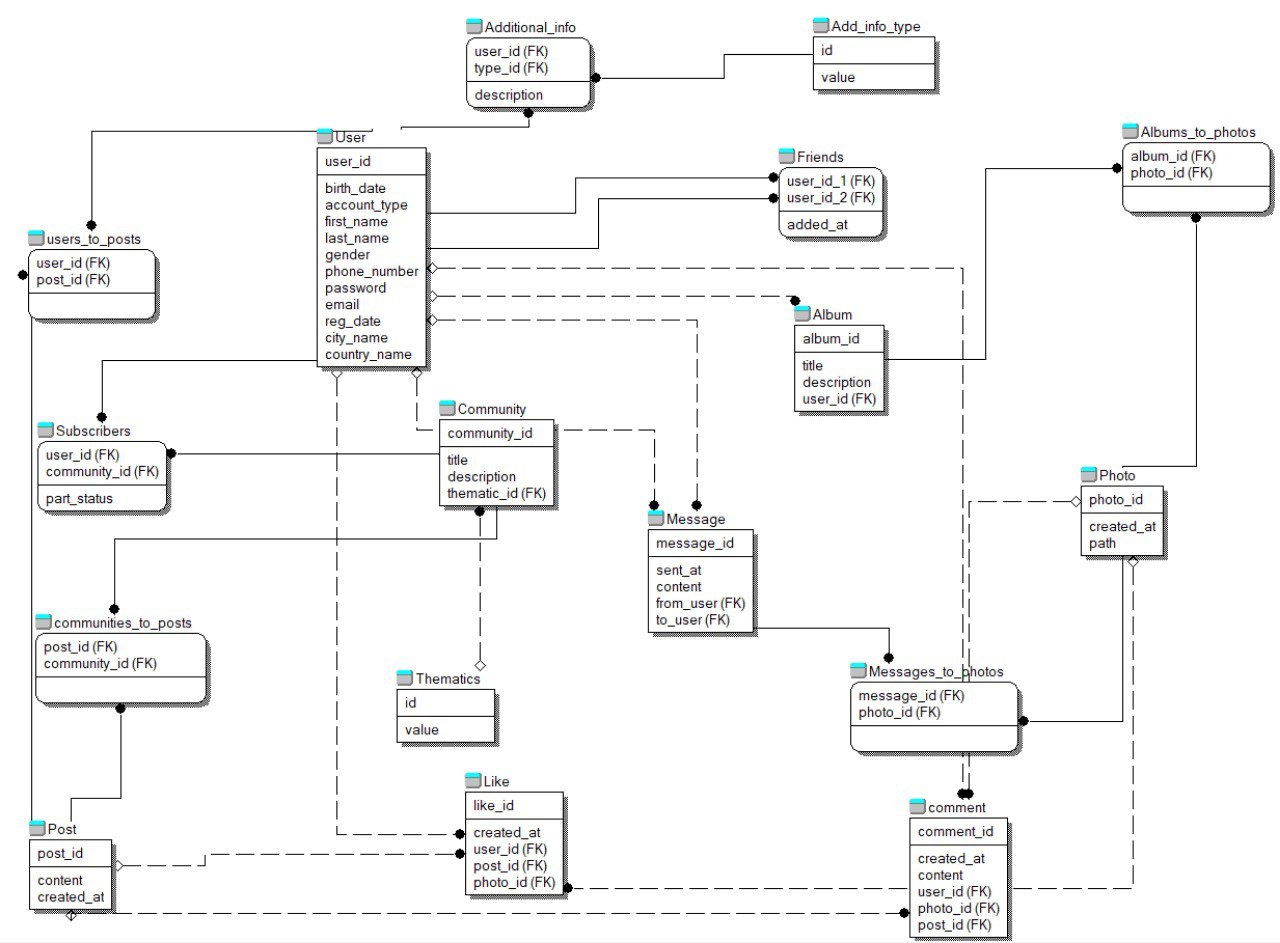 Additional_info
user_id (FK)
type_id (FK)
description
Add_info_type
id
value
User
user_id
birth_date
account_type
first_name
last_name
gender
phone_number
password
email
reg_date
city_name
country_name
Friends
user_id_1 (FK)
user_id_2 (FK)
added_at
Albums_to_photos
album_id (FK)
photo_id (FK)
users_to_posts
user_id (FK)
post_id (FK)
Album
album_id
title
description
user_id (FK)
Subscribers
user_id (FK)
community_id (FK)
part_status
Community
community_id
title
description
thematic_id (FK)
Photo
photo_id
created_at
path
Message
message_id
sent_at
content
from_user (FK)
to_user (FK)
communities_to_posts
post_id (FK)
community_id (FK)
Thematics
id
value
Messages_to_photos
message_id (FK)
photo_id (FK)
Like
like_id
created_at
user_id (FK)
post_id (FK)
photo_id (FK)
comment
comment_id
created_at
content
user_id (FK)
photo_id (FK)
post_id (FK)
Post
post_id
content
created_at